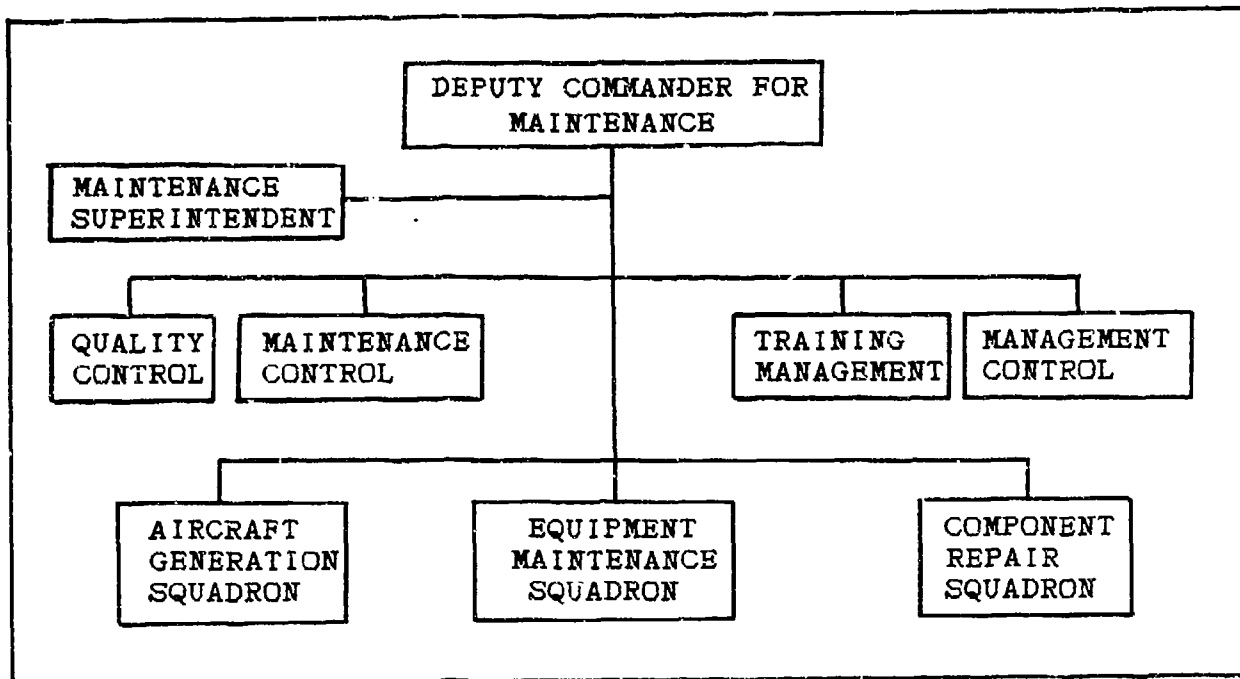 DEPUTY COMMANDER FOR
MAINTENANCE
MAINTENANCE
SUPERINTENDENT
QUALITY
CONTROL
MAINTENANCE
CONTROL
TRAINING
MANAGEMENT
MANAGEMENT
CONTROL
AIRCRAFT
GENERATION
SQUADRON
EQUIPMENT
MAINTENANCE
SQUADRON
COMPONENT
REPAIR
SQUADRON